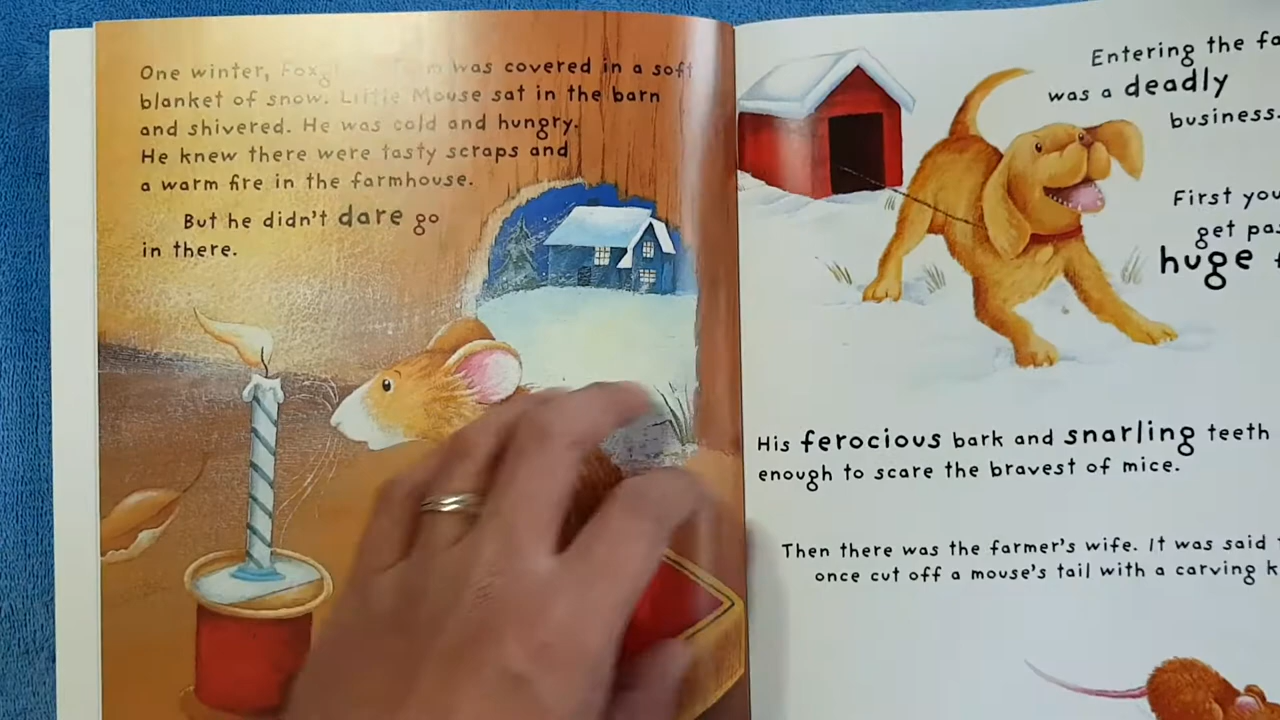 One winter, was covered in a soft
blanket of snow. Little Mouse sat in the barn
and shivered. He was cold and hungry.
He knew there were tasty scraps and
a warm fire in the farmhouse.
But he didn't dare go
in there.
Entering the
was a deadly
business.
First you
get
huge
His ferocious bark and snarling teeth
enough to scare the bravest of mice.
Then there was the farmer's wife. It was said
once cut off a mouse's tail with a carving